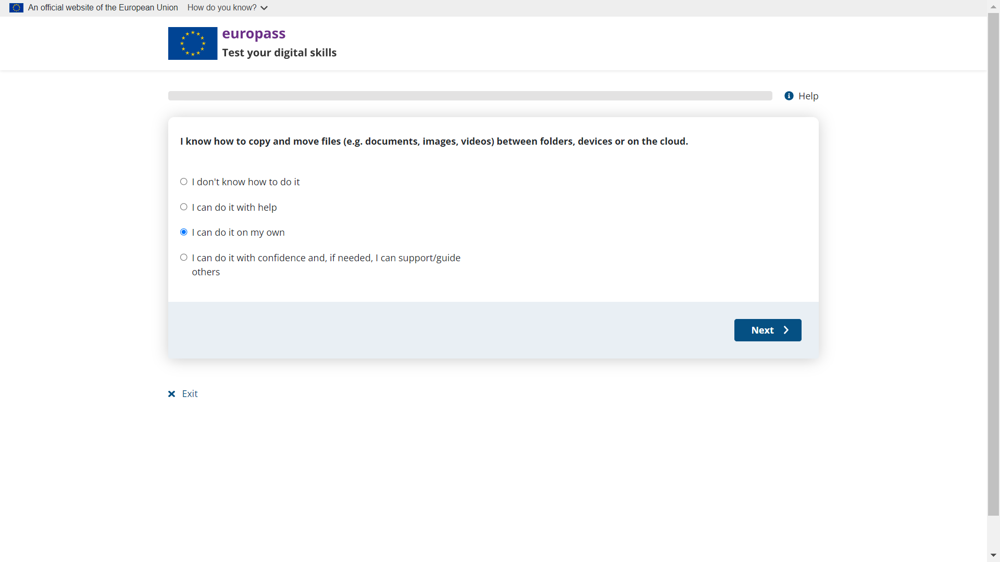 An official website of the European Union How do you know?
europass
Test your digital skills
Help
I know how to copy and move files (e.g. documents, images, videos) between folders, devices or on the cloud.
I don't know how to do it
I can do it with help
I can do it on my own
I can do it with confidence and, if needed, I can support/guide
others
Next
Exit